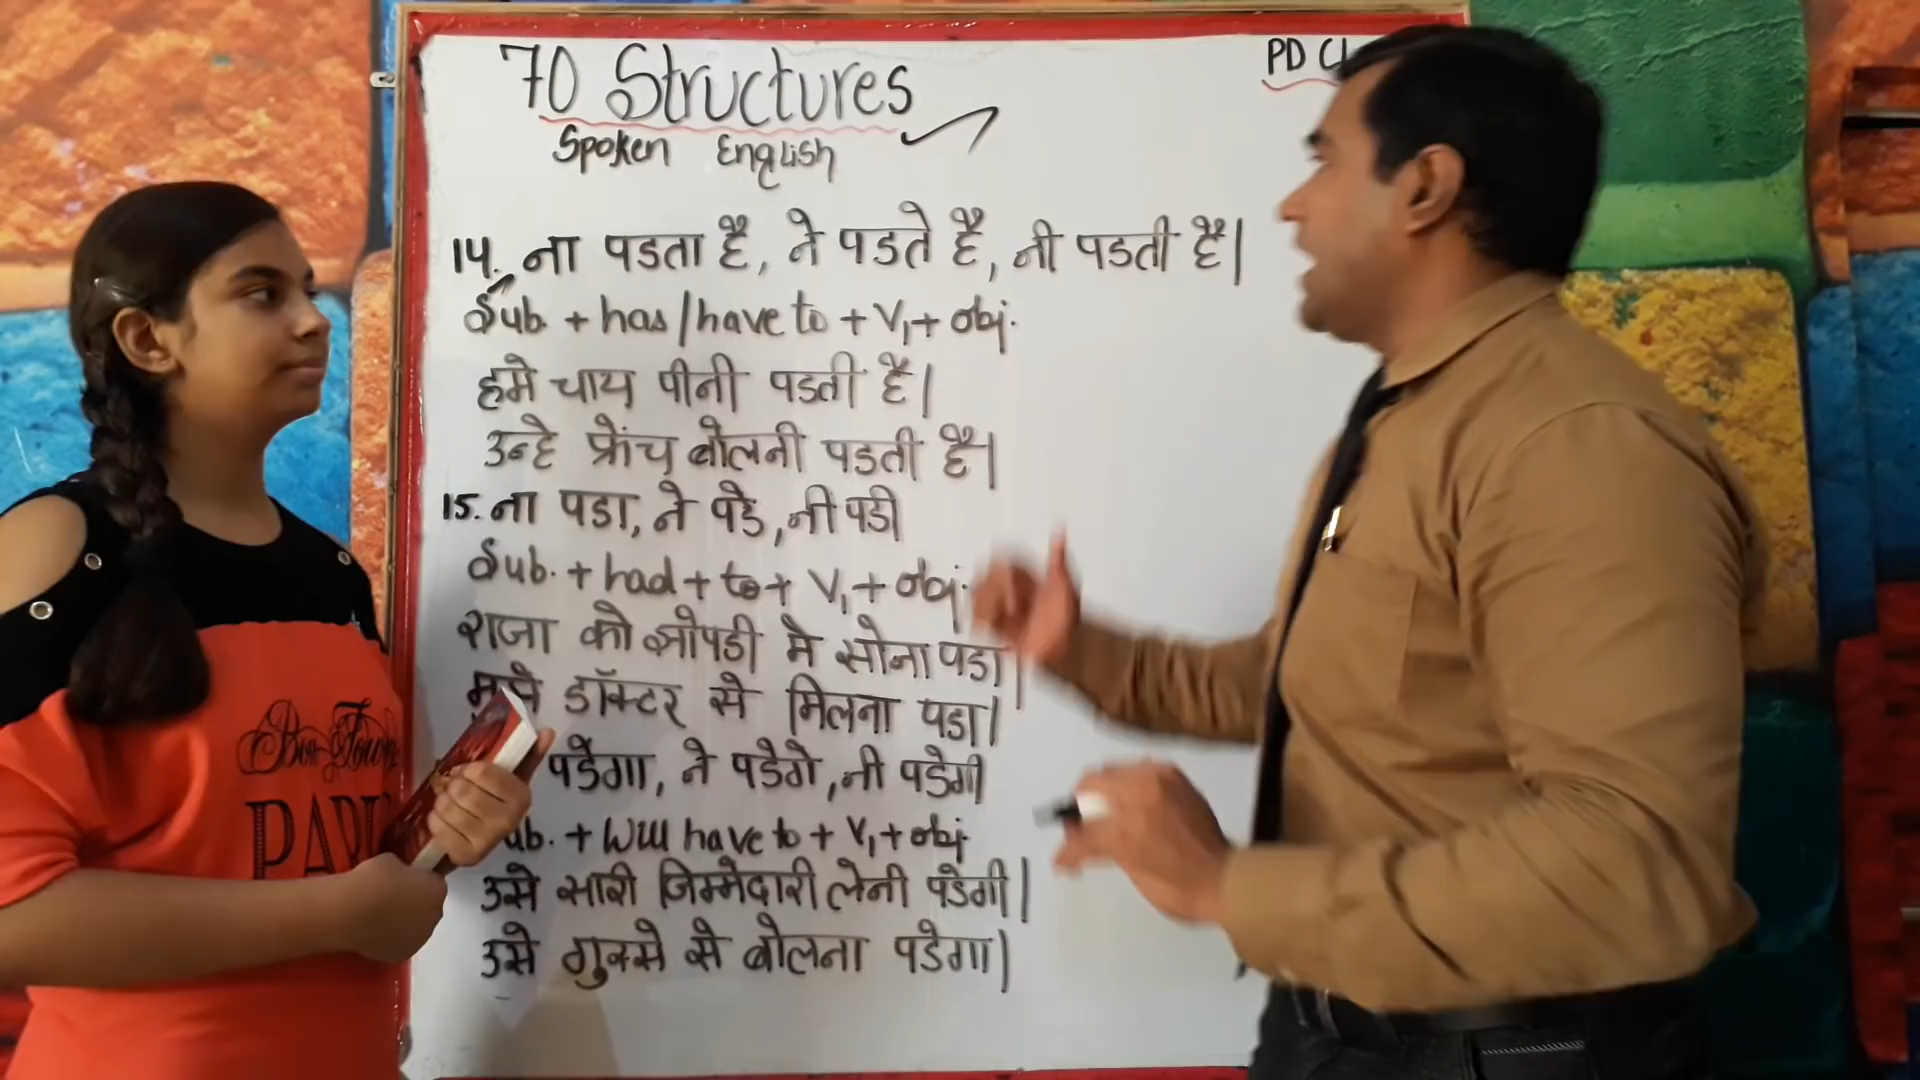 70 Structures
Spoken English
PD
14. ना पडता है, ने पडते है, नी पडती है|
Sub. + has/have to + V₁ + obj.
हमे चाय पीनी पडती है|
उन्हे फ्रेंच बोलनी पडती है|
15. ना पडा, ने पडे, नी पडी
Sub. + had + to + V₁ + obj.
राजा को झोपडी मे सोना पडा|
मुझे डॉक्टर से मिलना पडा|
पडेगा, ने पडेगे, नी पडेगी
ub. + will have to + V₁ + obj.
उसे सारी जिम्मेदारी लेनी पडेगी|
उसे गुस्से से बोलना पडेगा|